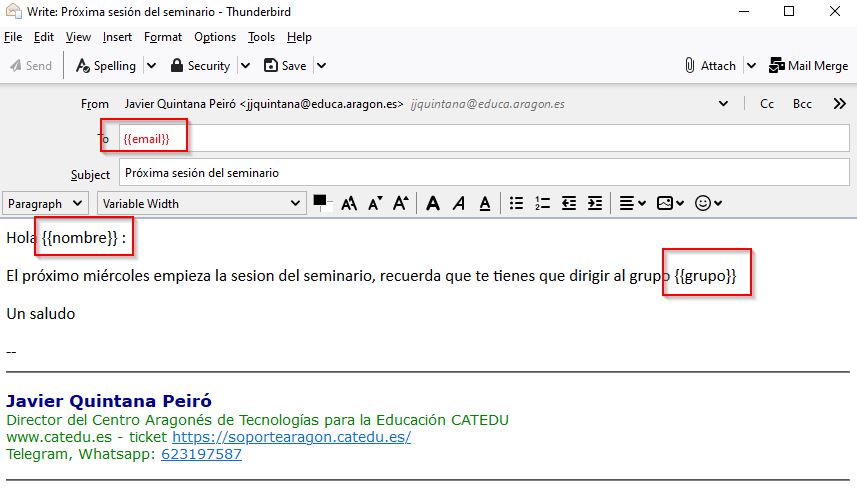 Write: Próxima sesión del seminario - Thunderbird
File Edit View Insert Format Options Tools Help
Send Spelling Security Save Attach Mail Merge
From Javier Quintana Peiró <jjquintana@educa.aragon.es> jjquintana@educa.aragon.es Cc Bcc
To {{email}}
Subject Próxima sesión del seminario
Paragraph Variable Width
Hola {{nombre}} :
El próximo miércoles empieza la sesion del seminario, recuerda que te tienes que dirigir al grupo {{grupo}}
Un saludo
--
Javier Quintana Peiró
Director del Centro Aragonés de Tecnologías para la Educación CATEDU
www.catedu.es - ticket https://soportearagon.catedu.es/
Telegram, Whatsapp: 623197587